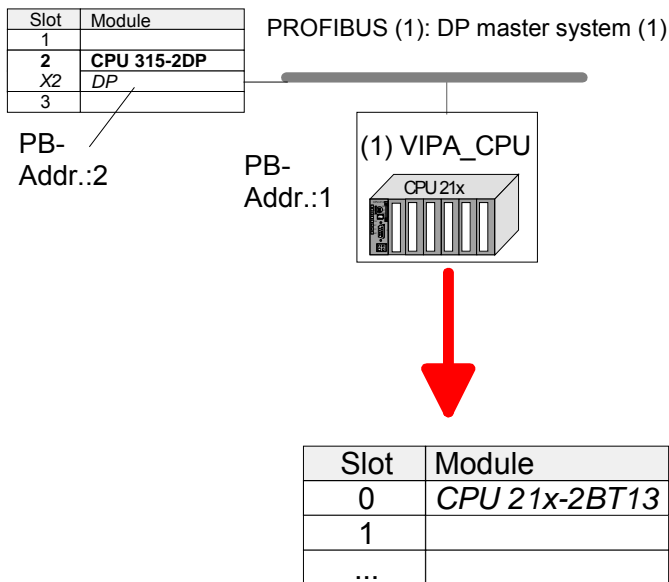 Slot Module
1
2 CPU 315-2DP
X2 DP
3
PROFIBUS (1): DP master system (1)
PB-
Addr.:2
PB-
Addr.:1
(1) VIPA_CPU
CPU 21x
Slot Module
0 CPU 21x-2BT13
1
...